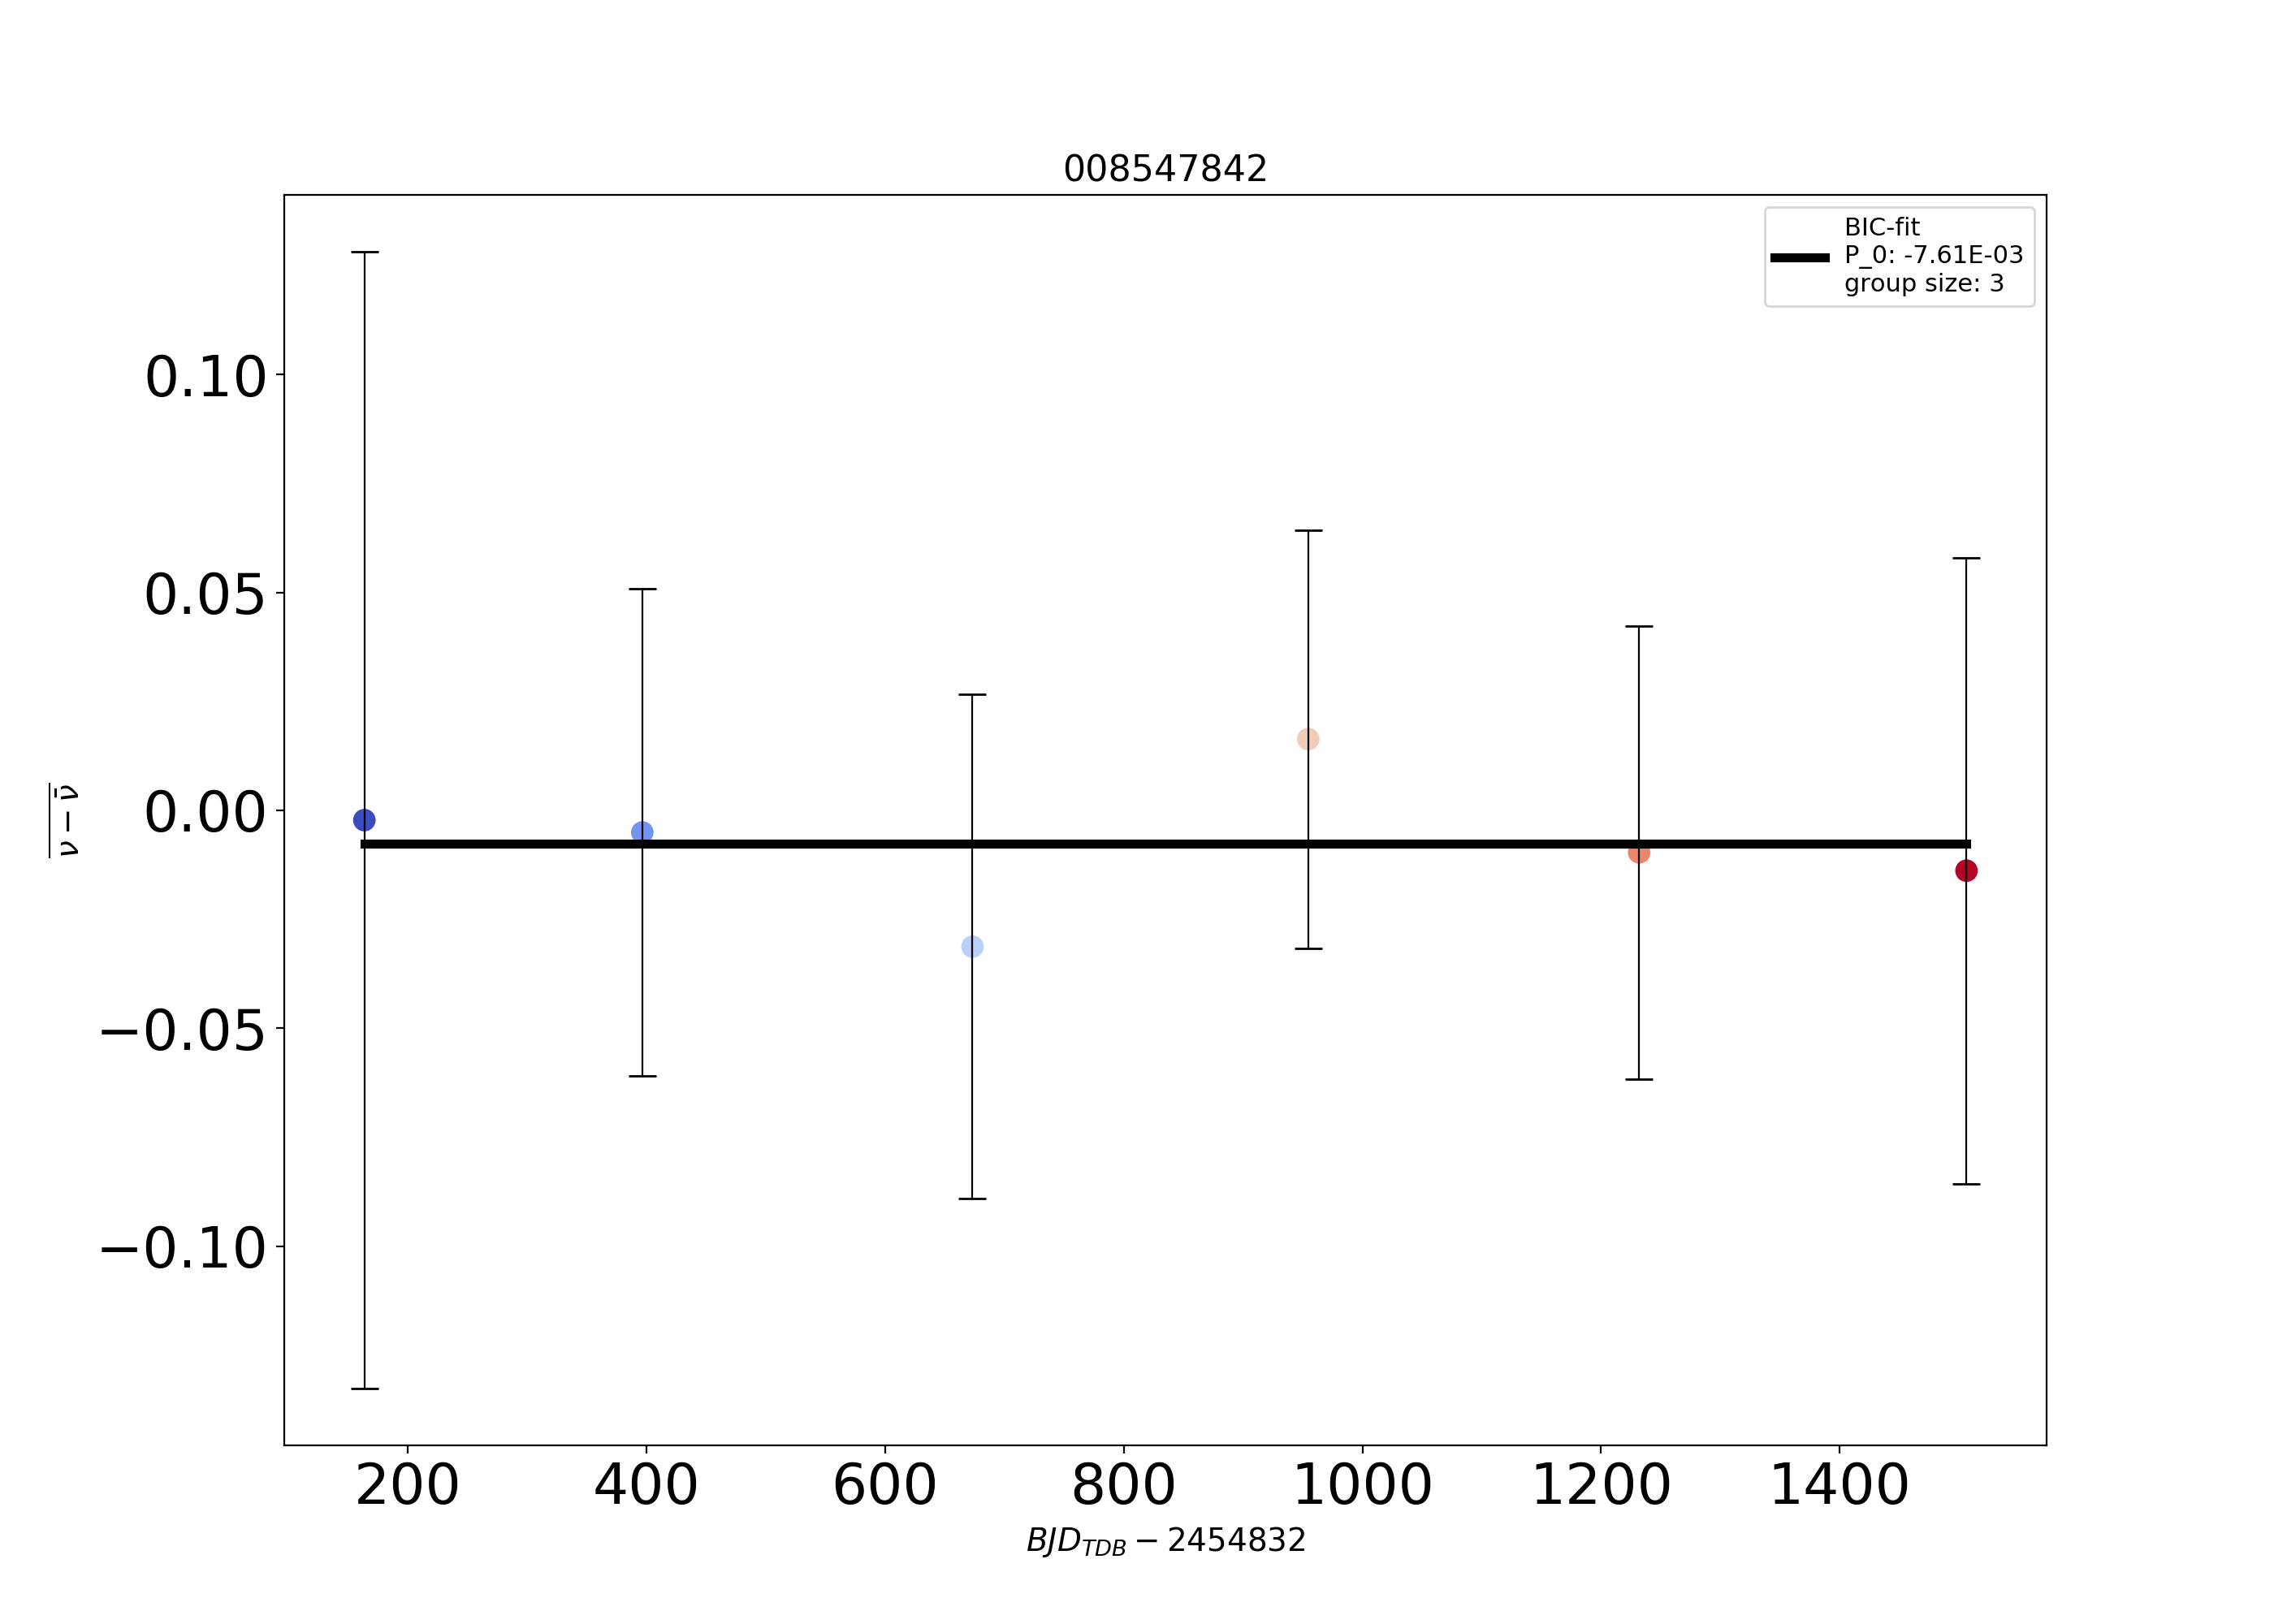 008547842
BIC-fit
P_0: -7.61E-03
group size: 3
0.10
0.05
0.00
−0.05
−0.10
ν − ν̄
200 400 600 800 1000 1200 1400
BJD_TDB − 2454832